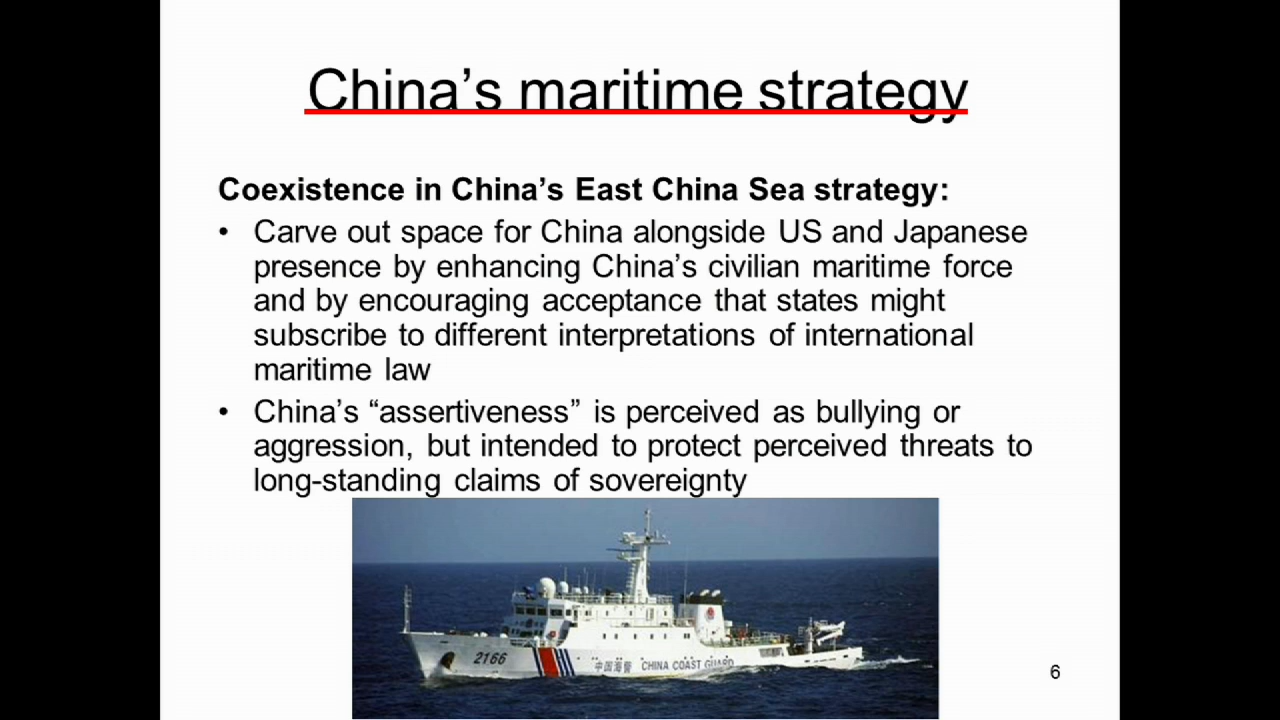 China’s maritime strategy
Coexistence in China’s East China Sea strategy:
• Carve out space for China alongside US and Japanese
presence by enhancing China’s civilian maritime force
and by encouraging acceptance that states might
subscribe to different interpretations of international
maritime law
• China’s “assertiveness” is perceived as bullying or
aggression, but intended to protect perceived threats to
long-standing claims of sovereignty
2166
中国海警 CHINA COAST GUARD
6